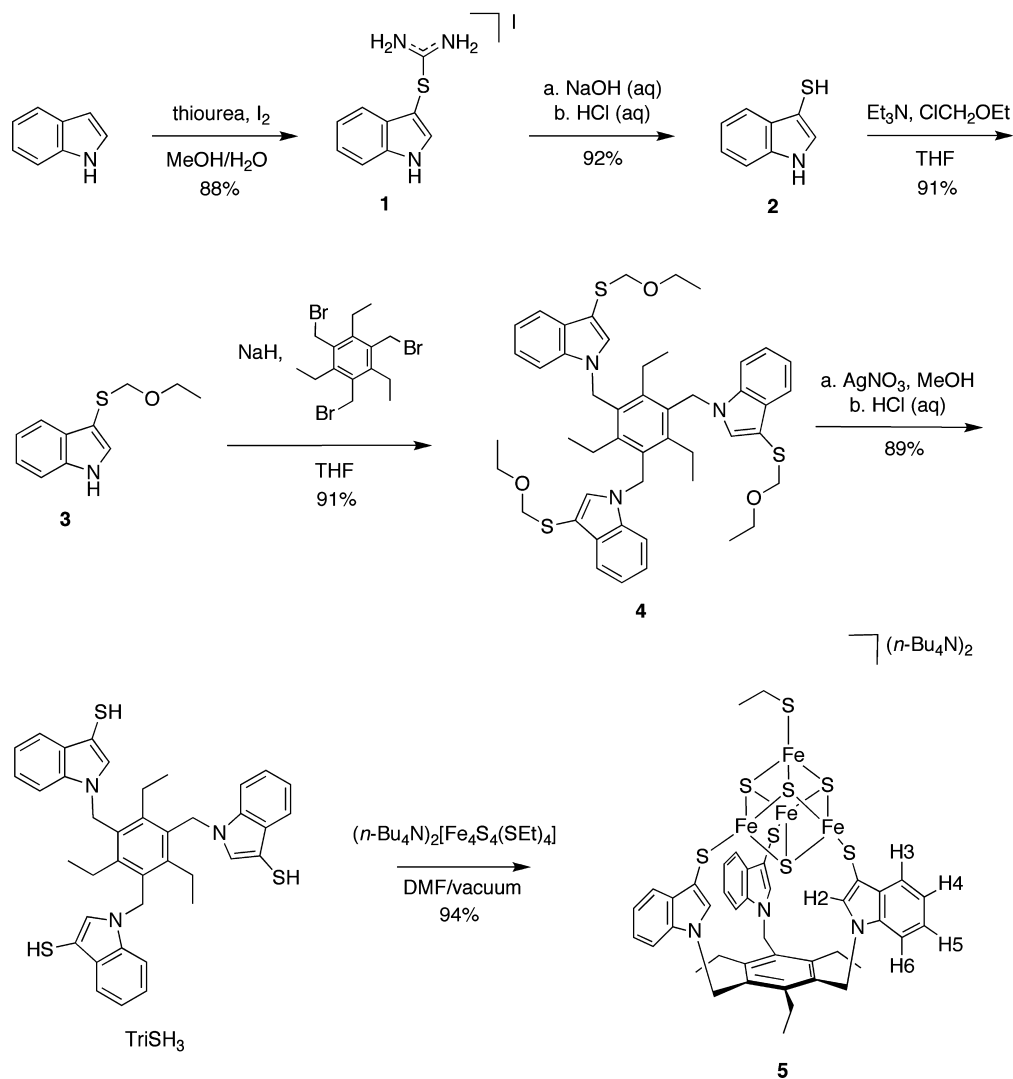 H₂N NH₂ ] I
S
thiourea, I₂
MeOH/H₂O
88%
N
H
N
H
1
a. NaOH (aq)
b. HCl (aq)
92%
SH
N
H
2
Et₃N, ClCH₂OEt
THF
91%
S O
N
H
3
NaH,
Br
Br
Br
THF
91%
S O
N
N
S
O
O
S
N
4
a. AgNO₃, MeOH
b. HCl (aq)
89%
SH
N
N
SH
N
HS
TriSH₃
(n-Bu₄N)₂[Fe₄S₄(SEt)₄]
DMF/vacuum
94%
] (n-Bu₄N)₂
S
Fe
S S S
Fe Fe Fe
S S S S
H3
H4
H2
H5
H6
N N N
5